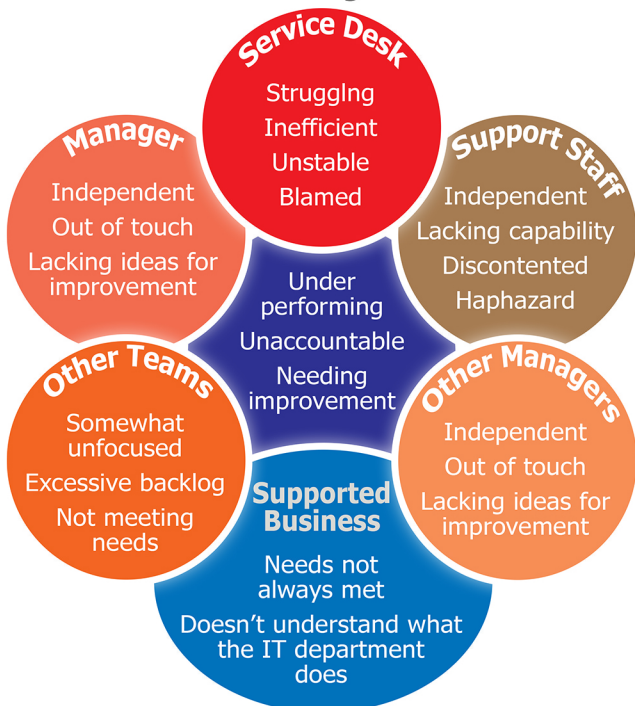 Service Desk
Strugglng
Inefficient
Unstable
Blamed
Manager
Independent
Out of touch
Lacking ideas for
improvement
Support Staff
Independent
Lacking capability
Discontented
Haphazard
Under
performing
Unaccountable
Needing
improvement
Other Teams
Somewhat
unfocused
Excessive backlog
Not meeting
needs
Other Managers
Independent
Out of touch
Lacking ideas for
improvement
Supported
Business
Needs not
always met
Doesn’t understand what
the IT department
does